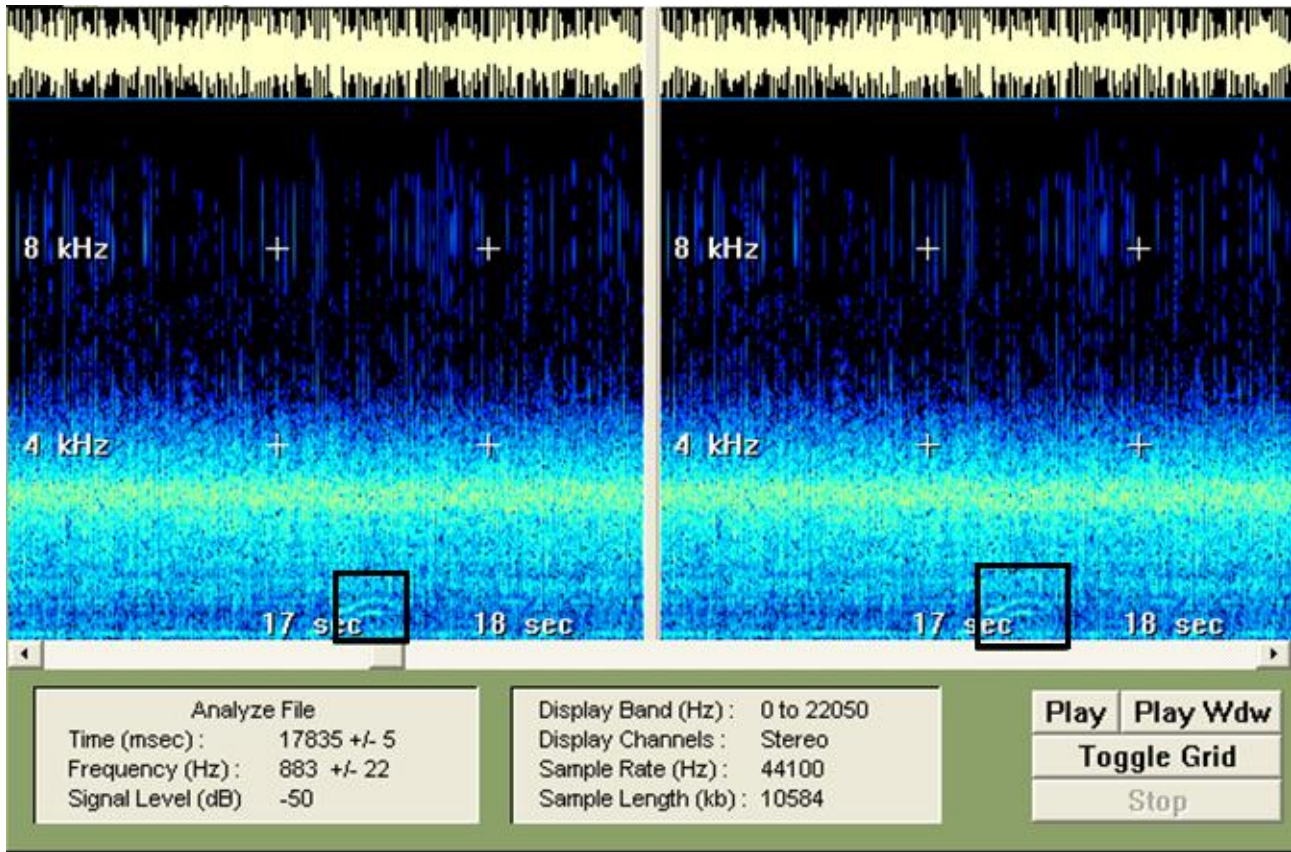 8 kHz
8 kHz
4 kHz
4 kHz
17 sec
18 sec
17 sec
18 sec
Analyze File
Time (msec) : 17835 +/- 5
Frequency (Hz) : 883 +/- 22
Signal Level (dB) -50
Display Band (Hz) : 0 to 22050
Display Channels : Stereo
Sample Rate (Hz) : 44100
Sample Length (kb) : 10584
Play
Play Wdw
Toggle Grid
Stop